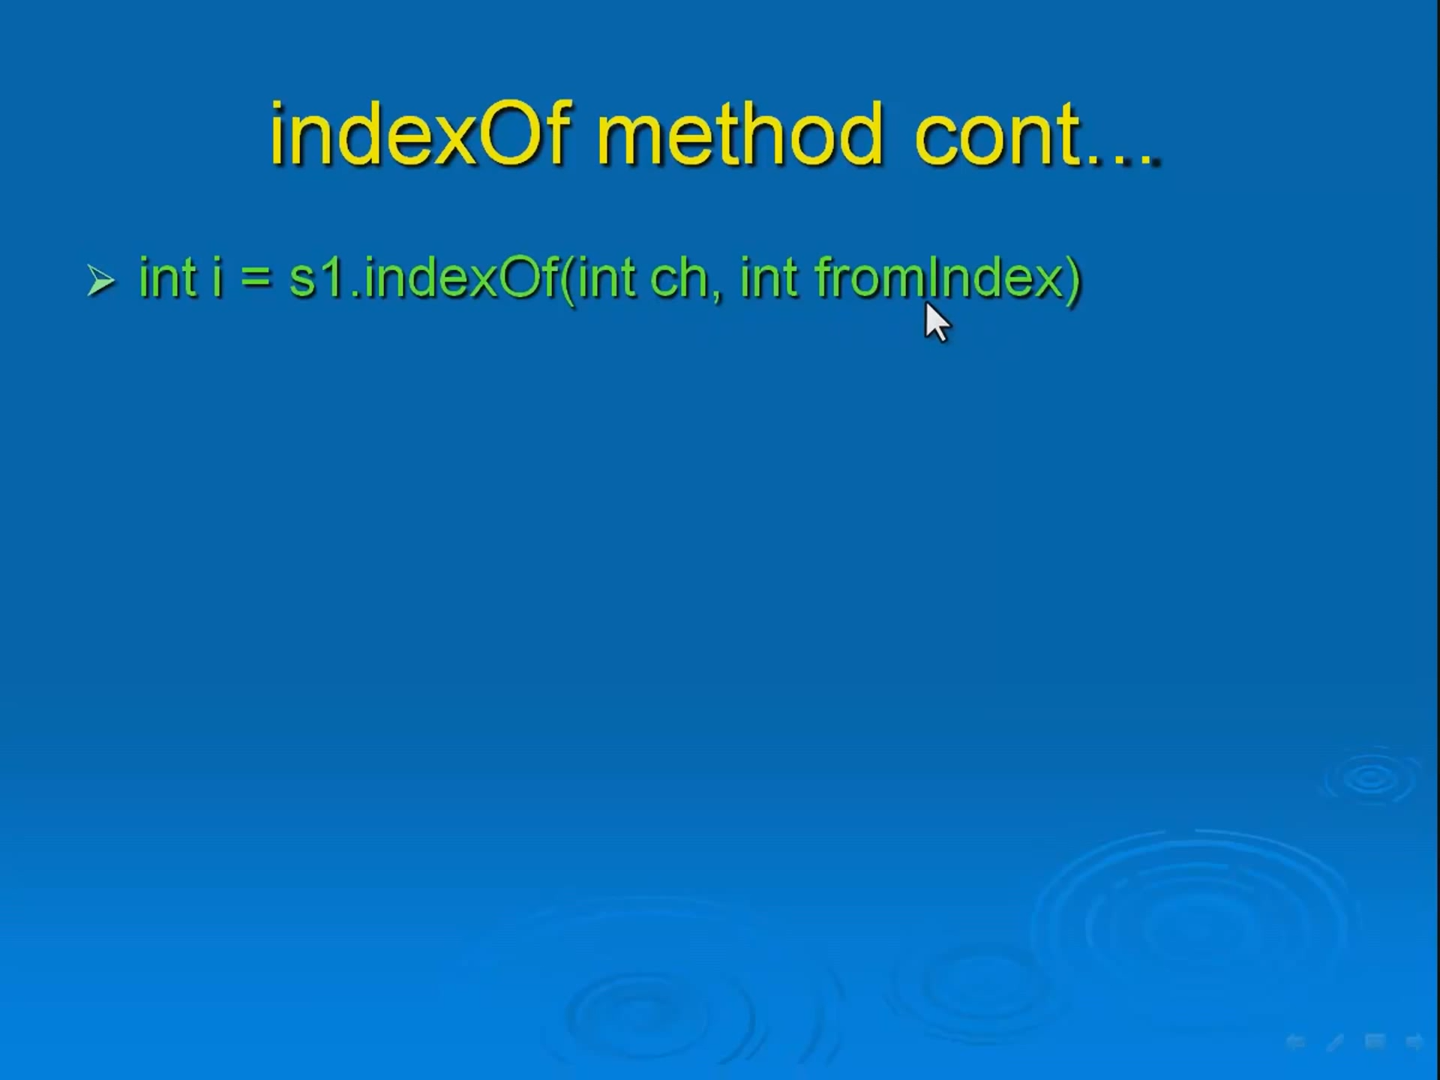 indexOf method cont...
int i = s1.indexOf(int ch, int fromIndex)